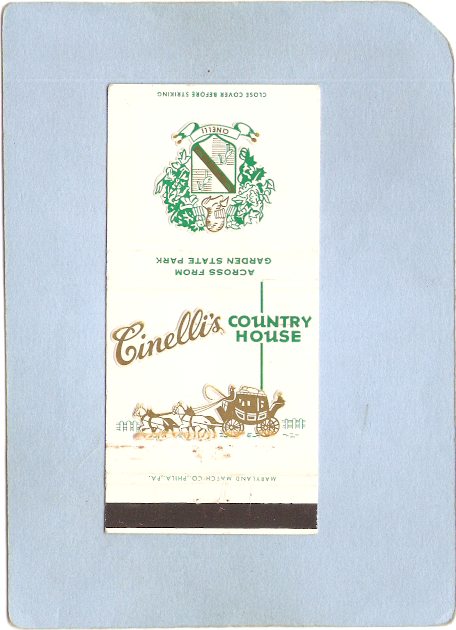 CLOSE COVER BEFORE STRIKING
CINELLI
ACROSS FROM
GARDEN STATE PARK
Cinelli's COUNTRY
HOUSE
MARYLAND MATCH CO., PHILA., PA.